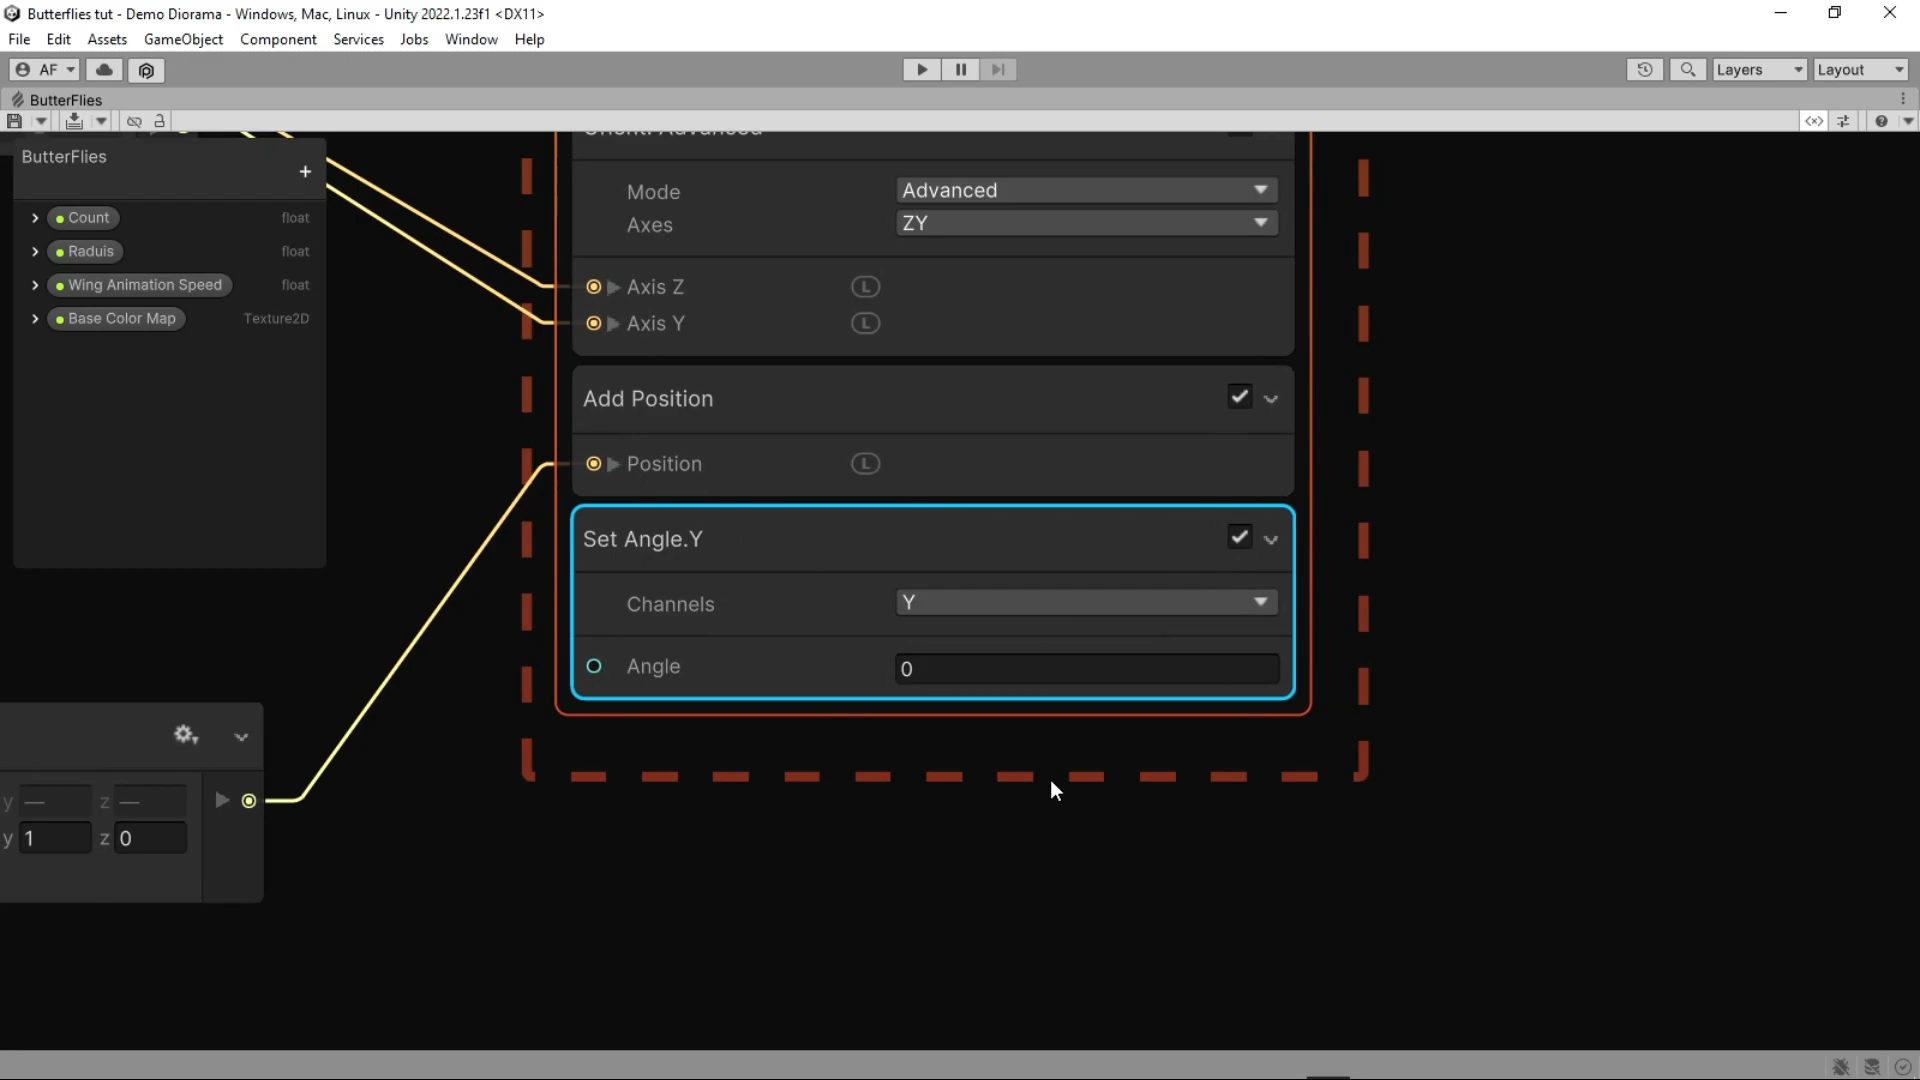 Butterflies tut - Demo Diorama - Windows, Mac, Linux - Unity 2022.1.23f1 <DX11>
File Edit Assets GameObject Component Services Jobs Window Help
AF Layers Layout
ButterFlies
ButterFlies
+
Count float
Raduis float
Wing Animation Speed float
Base Color Map Texture2D
Mode Advanced
Axes ZY
Axis Z L
Axis Y L
Add Position
Position L
Set Angle.Y
Channels Y
Angle 0
y — z —
y 1 z 0